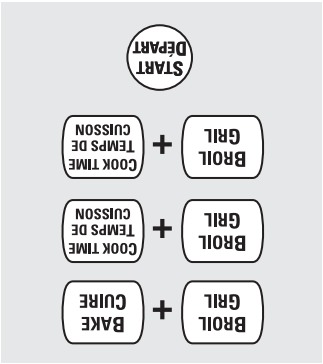 BROIL
GRIL
+
BAKE
CUIRE
BROIL
GRIL
+
COOK TIME
TEMPS DE
CUISSON
BROIL
GRIL
+
COOK TIME
TEMPS DE
CUISSON
START
DÉPART